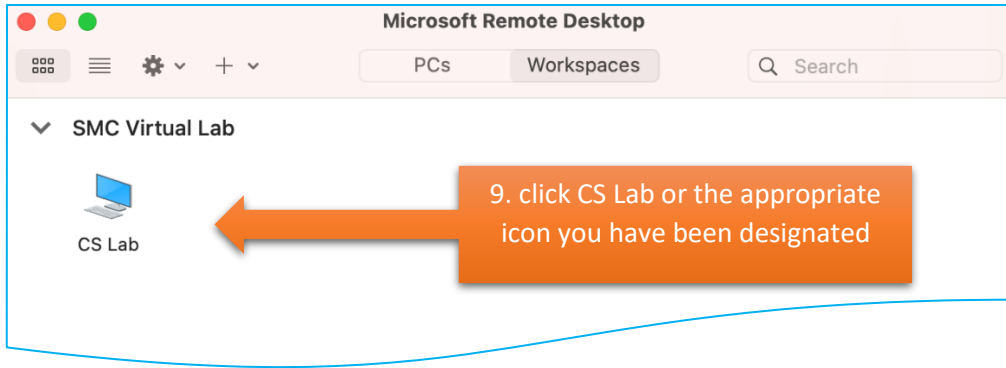 Microsoft Remote Desktop
PCs
Workspaces
Search
SMC Virtual Lab
9. click CS Lab or the appropriate
icon you have been designated
CS Lab